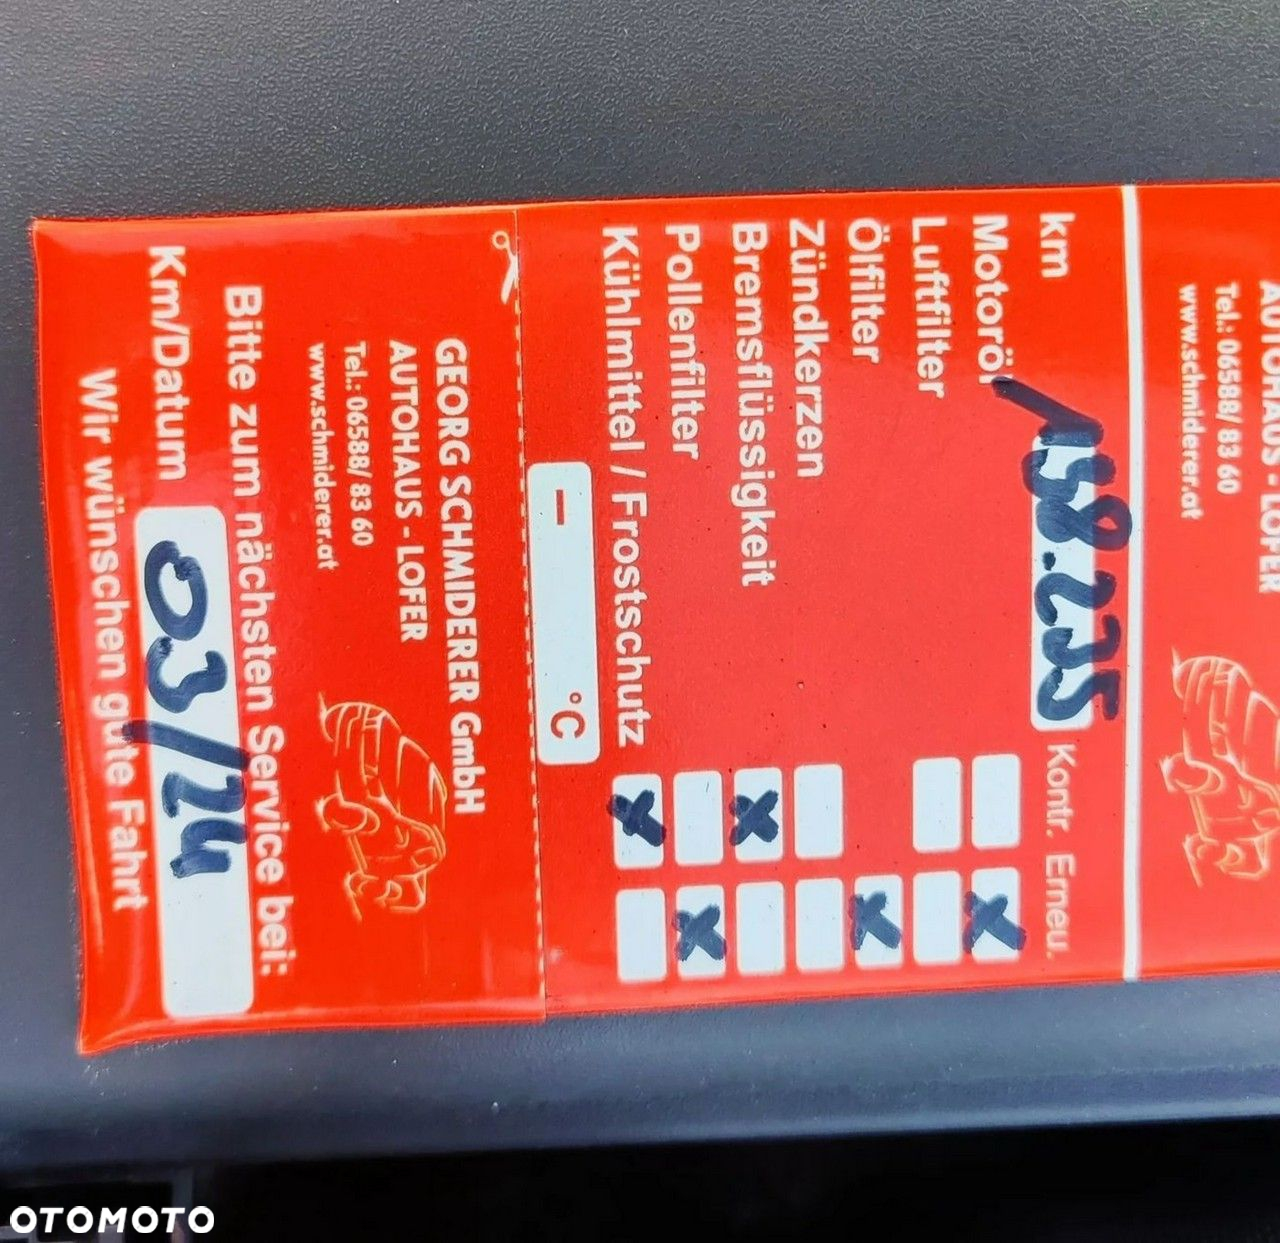 AUTOHAUS - LOFER
Tel.: 06588/ 83 60
www.schmiderer.at
km 158.235 Kontr. Erneu.
Motoröl
Luftfilter
Ölfilter
Zündkerzen
Bremsflüssigkeit
Pollenfilter
Kühlmittel / Frostschutz
- °C
GEORG SCHMIDERER GmbH
AUTOHAUS - LOFER
Tel.: 06588/ 83 60
www.schmiderer.at
Bitte zum nächsten Service bei:
Km/Datum 03/24
Wir wünschen gute Fahrt
OTOMOTO